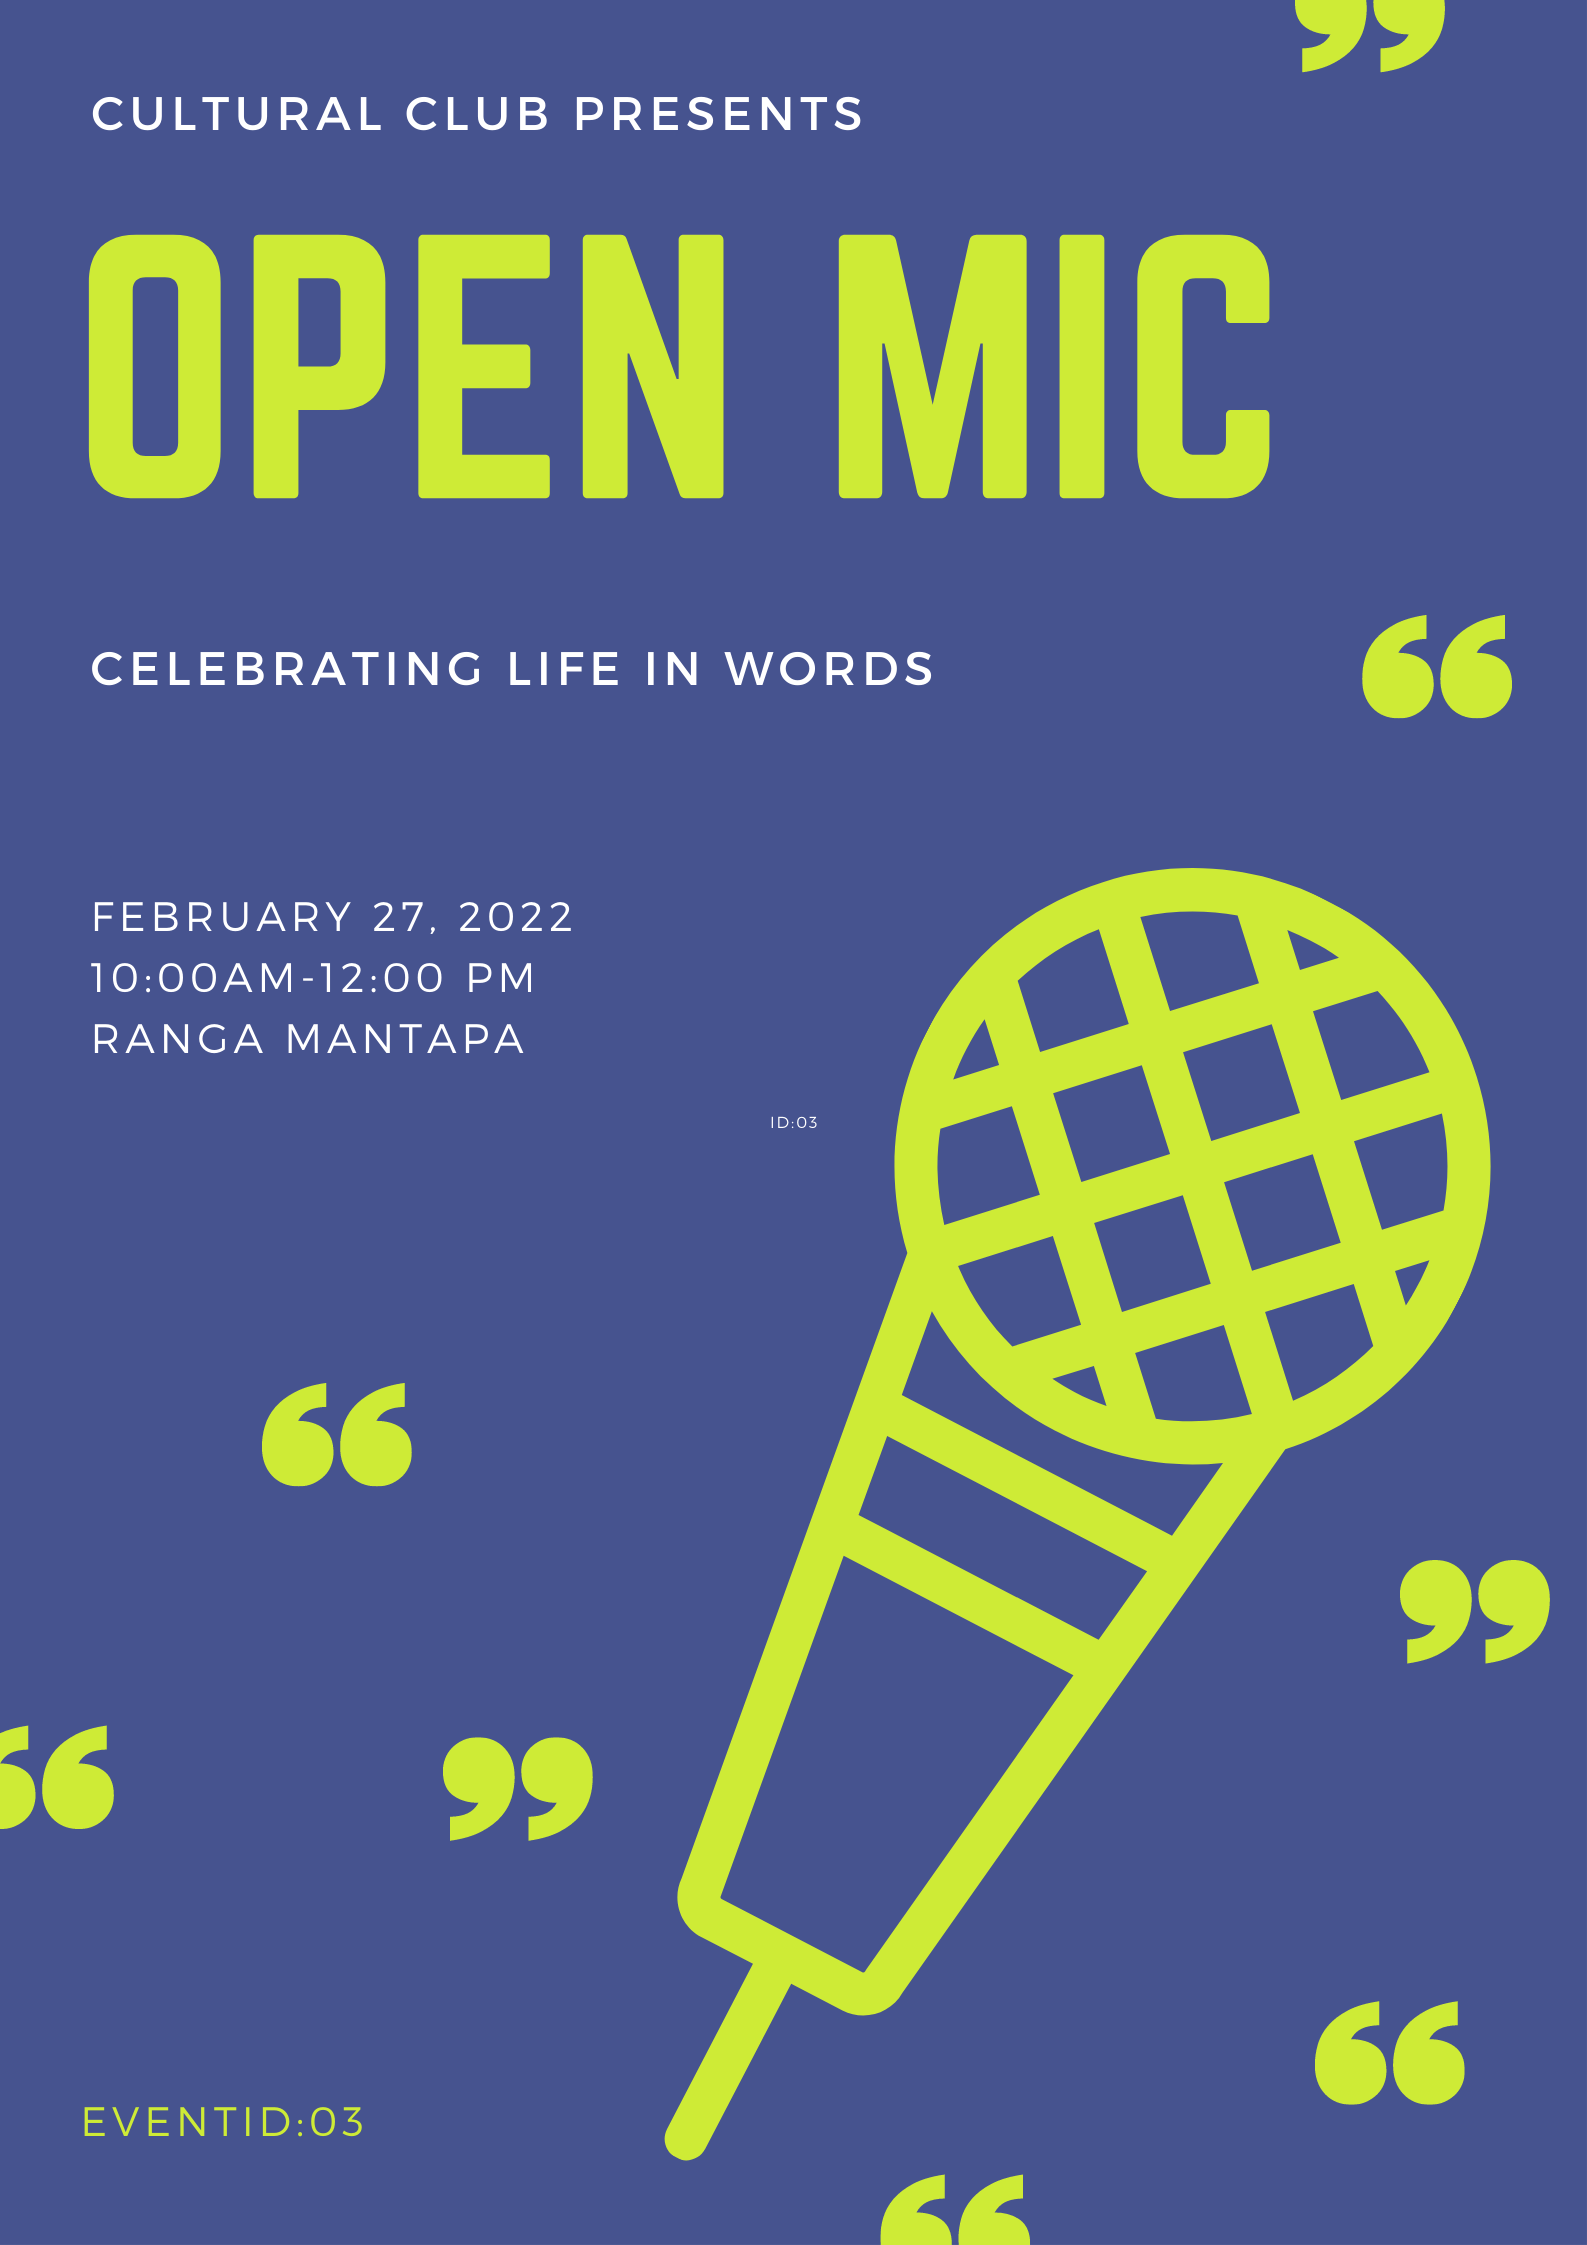 CULTURAL CLUB PRESENTS
OPEN MIC
CELEBRATING LIFE IN WORDS
FEBRUARY 27, 2022
10:00AM-12:00 PM
RANGA MANTAPA
ID:03
EVENTID:03